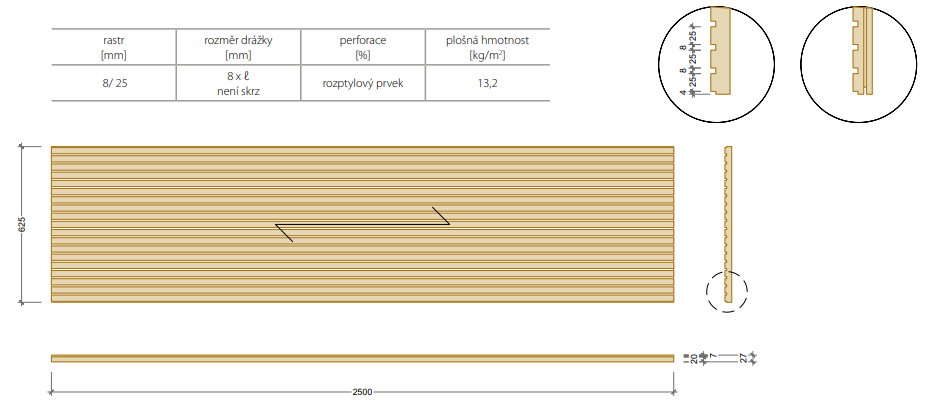 rastr
[mm]
rozměr drážky
[mm]
perforace
[%]
plošná hmotnost
[kg/m²]
8/ 25
8 x ℓ
není skrz
rozptylový prvek
13,2
25
8
25
8
25
4
625
20
7
27
2500